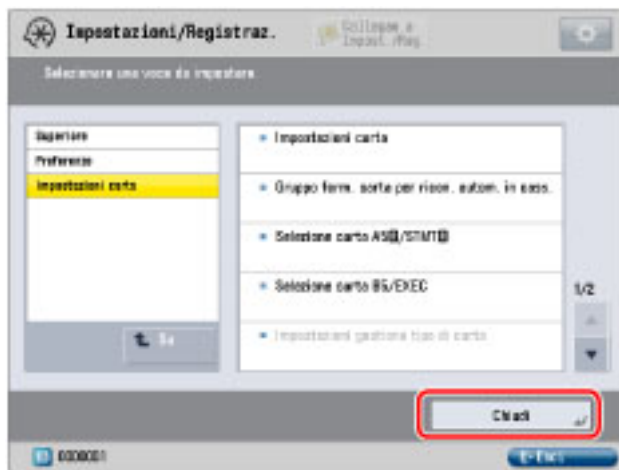 Impostazioni/Registraz.
Collegam. a
Impost./Reg.
Selezionare una voce da impostare.
Superiore
Preferenze
Impostazioni carta
Su
Impostazioni carta
Gruppo form. carta per ricon. autom. in cass.
Selezione carta A5/STMT
Selezione carta B5/EXEC
Impostazioni gestione tipo di carta
1/2
Chiudi
ID